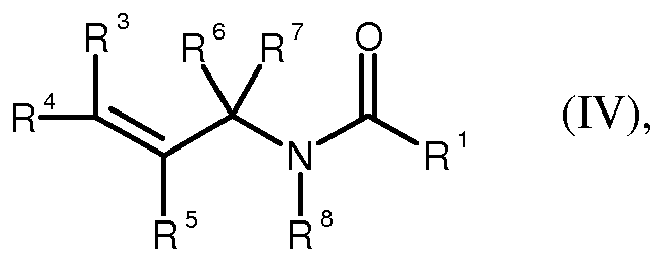 R³ R⁶ R⁷ O
R⁴ (IV),
N R¹
R⁵ R⁸